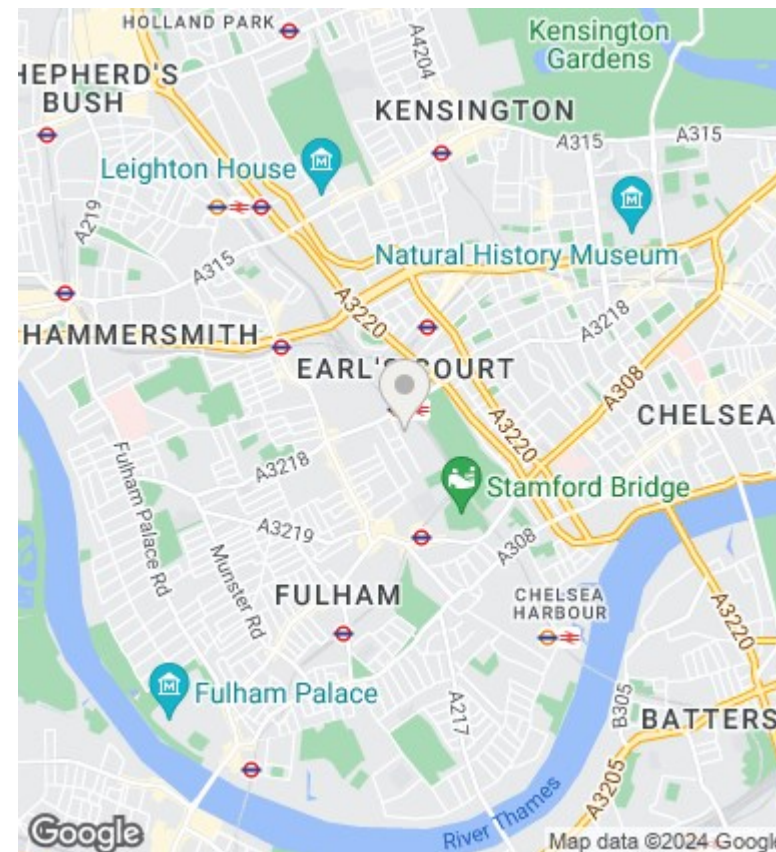 HOLLAND PARK
Kensington
Gardens
A4204
HEPHERD'S
BUSH
KENSINGTON
A315
A315
Leighton House
A219
Natural History Museum
A315
A3220
A3218
HAMMERSMITH
EARL'S COURT
A308
CHELSEA
A3220
A3218
Stamford Bridge
Fulham Palace Rd
A3219
A308
Munster Rd
FULHAM
CHELSEA
HARBOUR
A3220
Fulham Palace
A217
B305
BATTERS
A3205
River Thames
Google
Map data ©2024 Google